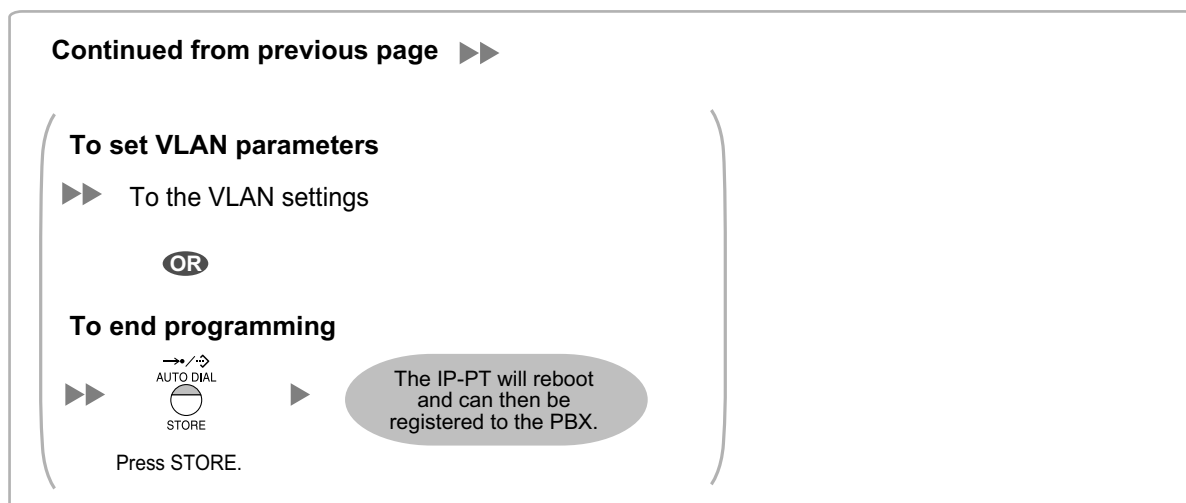 Continued from previous page
To set VLAN parameters
To the VLAN settings
OR
To end programming
AUTO DIAL
STORE
Press STORE.
The IP-PT will reboot
and can then be
registered to the PBX.